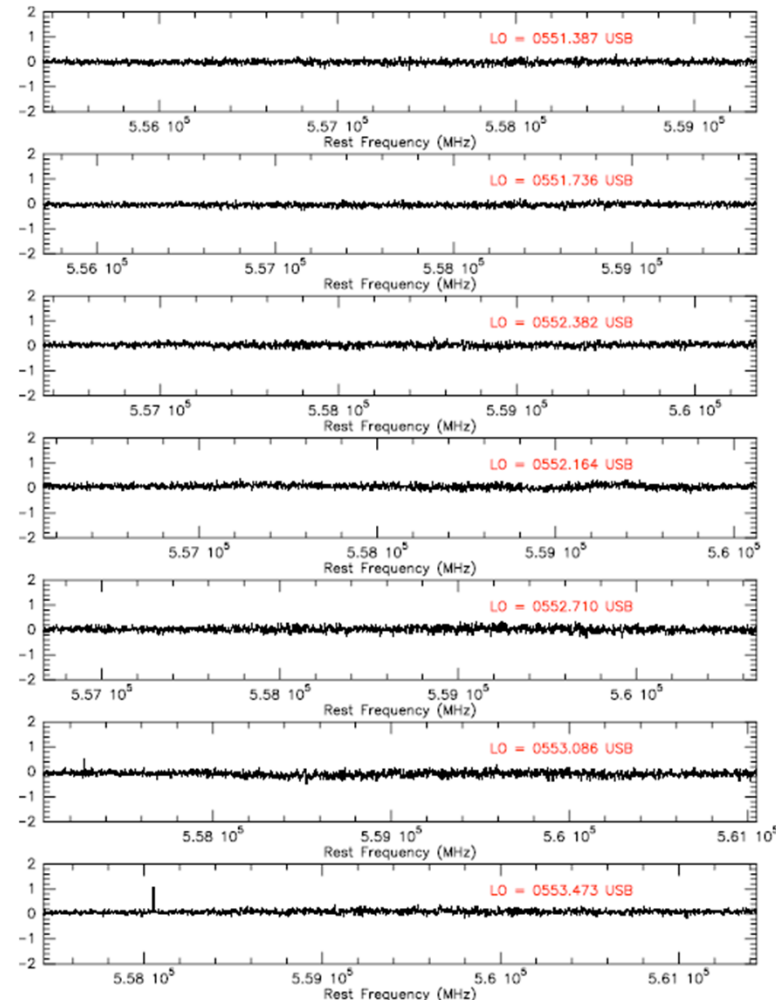 2
1
0
-1
-2
LO = 0551.387 USB
5.56 10⁵ 5.57 10⁵ 5.58 10⁵ 5.59 10⁵
Rest Frequency (MHz)
2
1
0
-1
-2
LO = 0551.736 USB
5.56 10⁵ 5.57 10⁵ 5.58 10⁵ 5.59 10⁵
Rest Frequency (MHz)
2
1
0
-1
-2
LO = 0552.382 USB
5.57 10⁵ 5.58 10⁵ 5.59 10⁵ 5.6 10⁵
Rest Frequency (MHz)
2
1
0
-1
-2
LO = 0552.164 USB
5.57 10⁵ 5.58 10⁵ 5.59 10⁵ 5.6 10⁵
Rest Frequency (MHz)
2
1
0
-1
-2
LO = 0552.710 USB
5.57 10⁵ 5.58 10⁵ 5.59 10⁵ 5.6 10⁵
Rest Frequency (MHz)
2
1
0
-1
-2
LO = 0553.086 USB
5.58 10⁵ 5.59 10⁵ 5.6 10⁵ 5.61 10⁵
Rest Frequency (MHz)
2
1
0
-1
-2
LO = 0553.473 USB
5.58 10⁵ 5.59 10⁵ 5.6 10⁵ 5.61 10⁵
Rest Frequency (MHz)